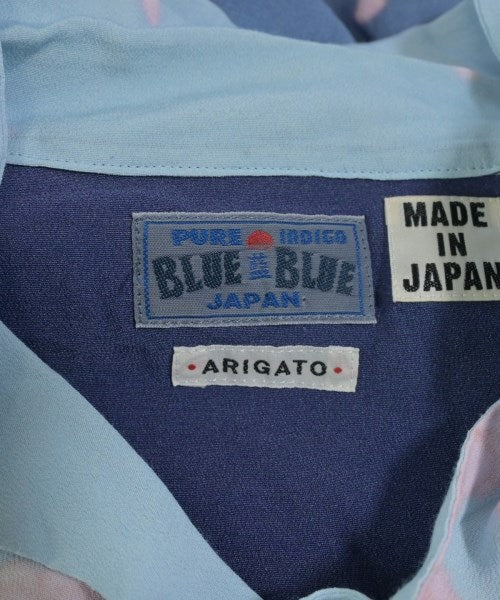 PURE INDIGO
BLUE BLUE
JAPAN
MADE
IN
JAPAN
• ARIGATO •